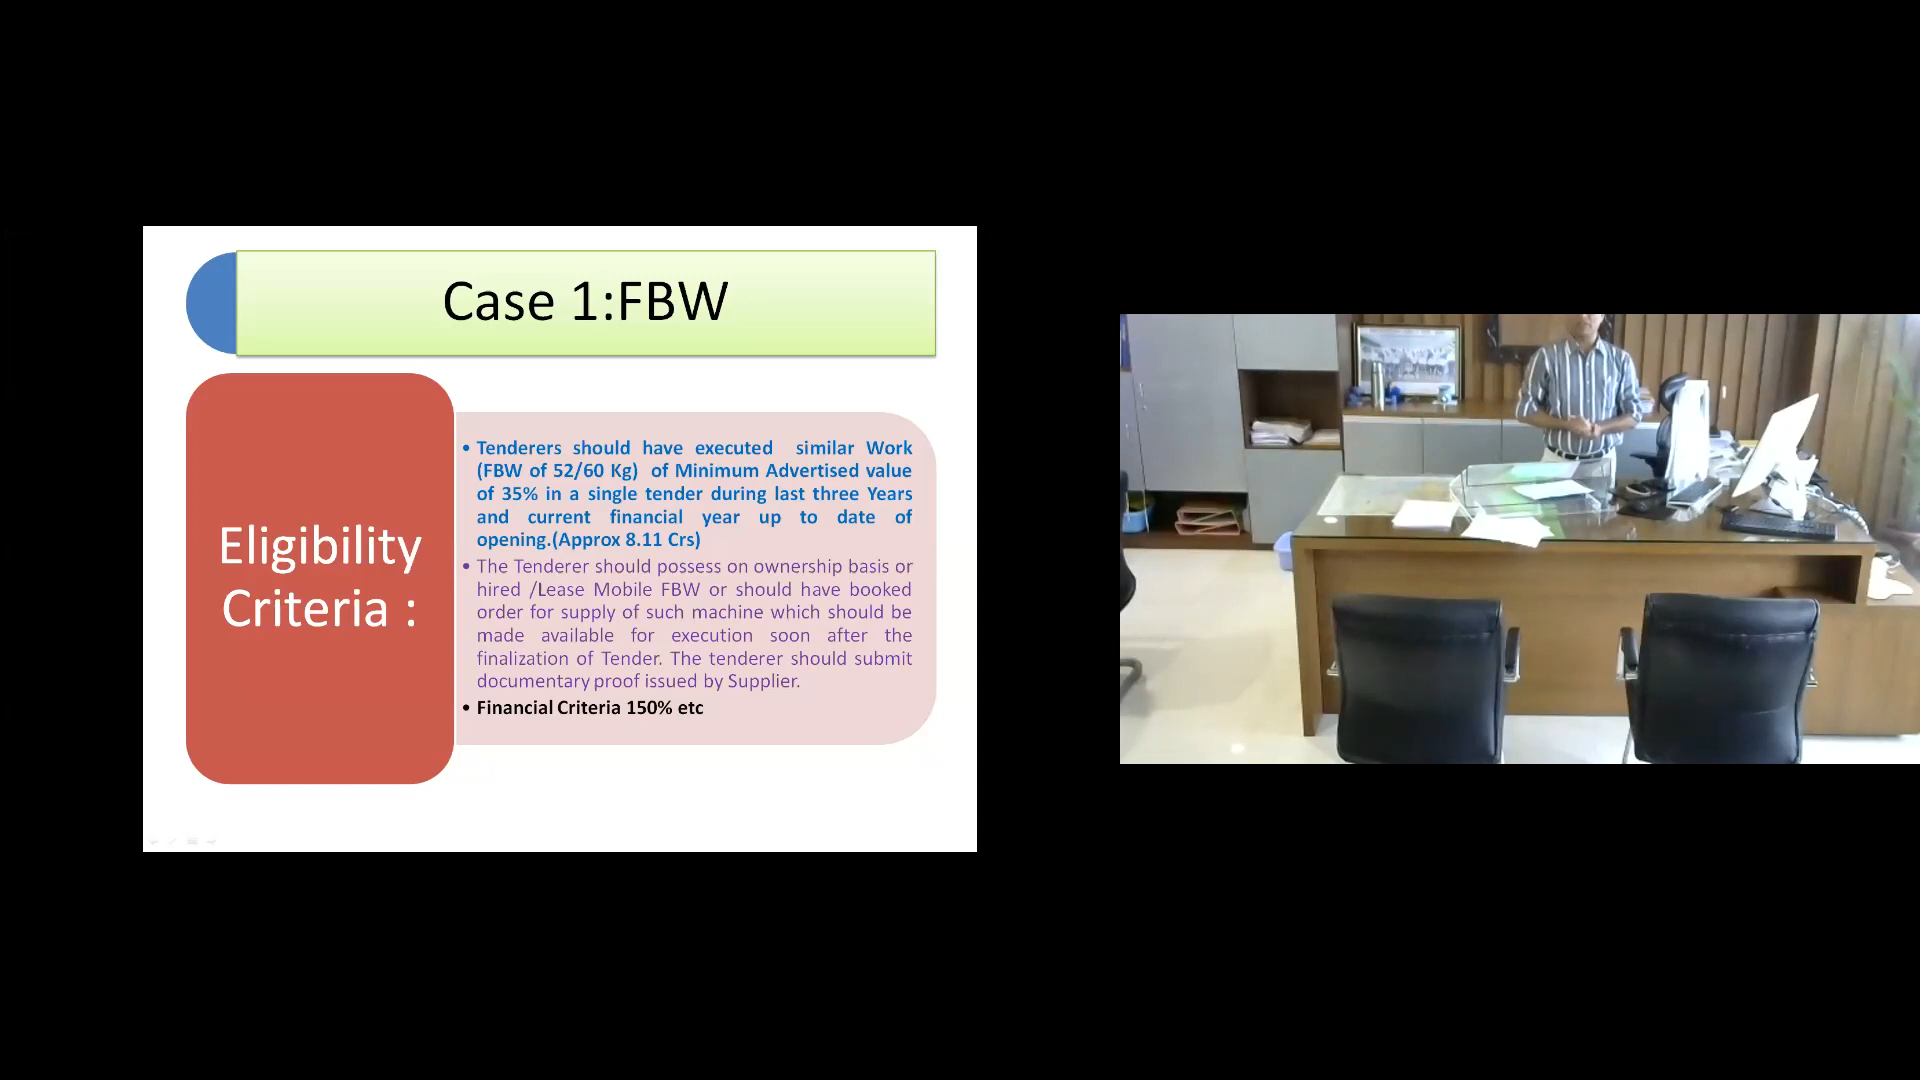 Case 1:FBW
Eligibility
Criteria :
• Tenderers should have executed similar Work
(FBW of 52/60 Kg) of Minimum Advertised value
of 35% in a single tender during last three Years
and current financial year up to date of
opening.(Approx 8.11 Crs)
• The Tenderer should possess on ownership basis or
hired /Lease Mobile FBW or should have booked
order for supply of such machine which should be
made available for execution soon after the
finalization of Tender. The tenderer should submit
documentary proof issued by Supplier.
• Financial Criteria 150% etc